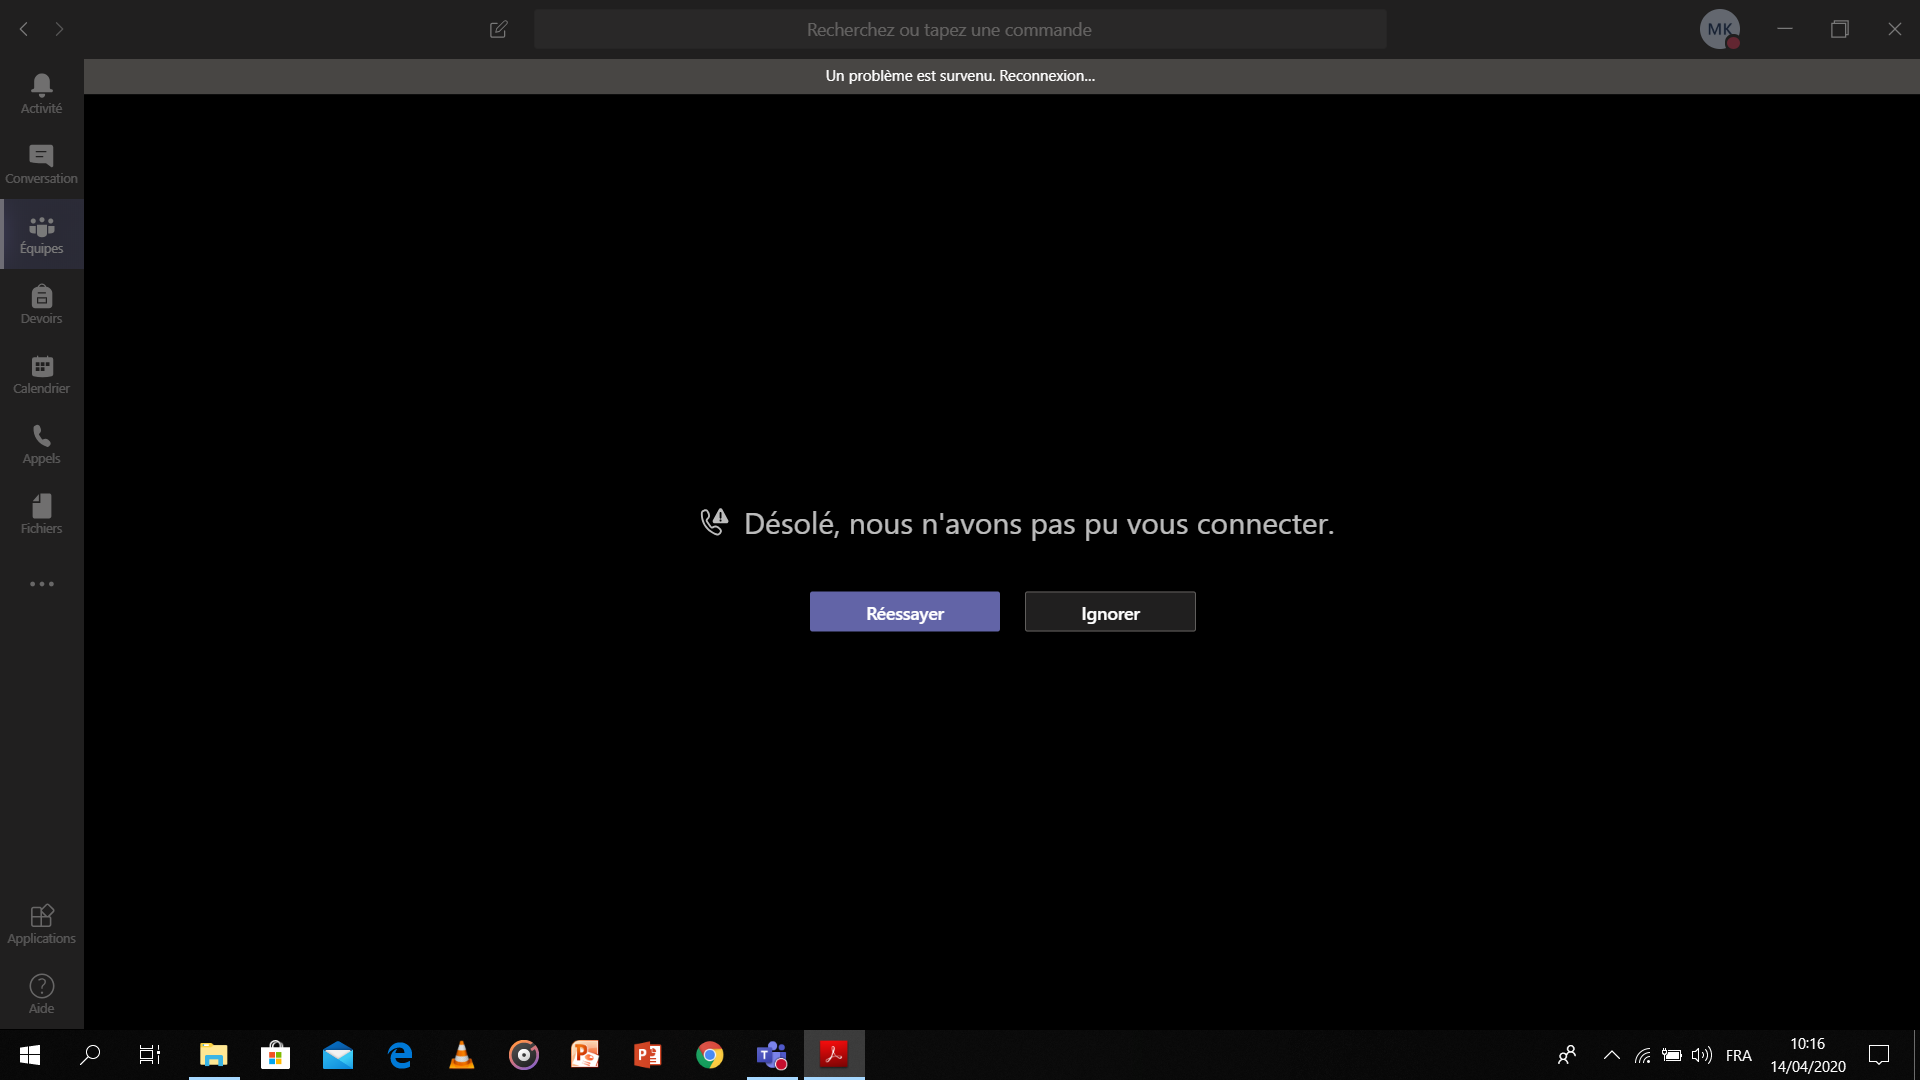 Recherchez ou tapez une commande
MK
Un problème est survenu. Reconnexion...
Activité
Conversation
Équipes
Devoirs
Calendrier
Appels
Fichiers
Désolé, nous n'avons pas pu vous connecter.
Réessayer
Ignorer
Applications
Aide
FRA
10:16
14/04/2020